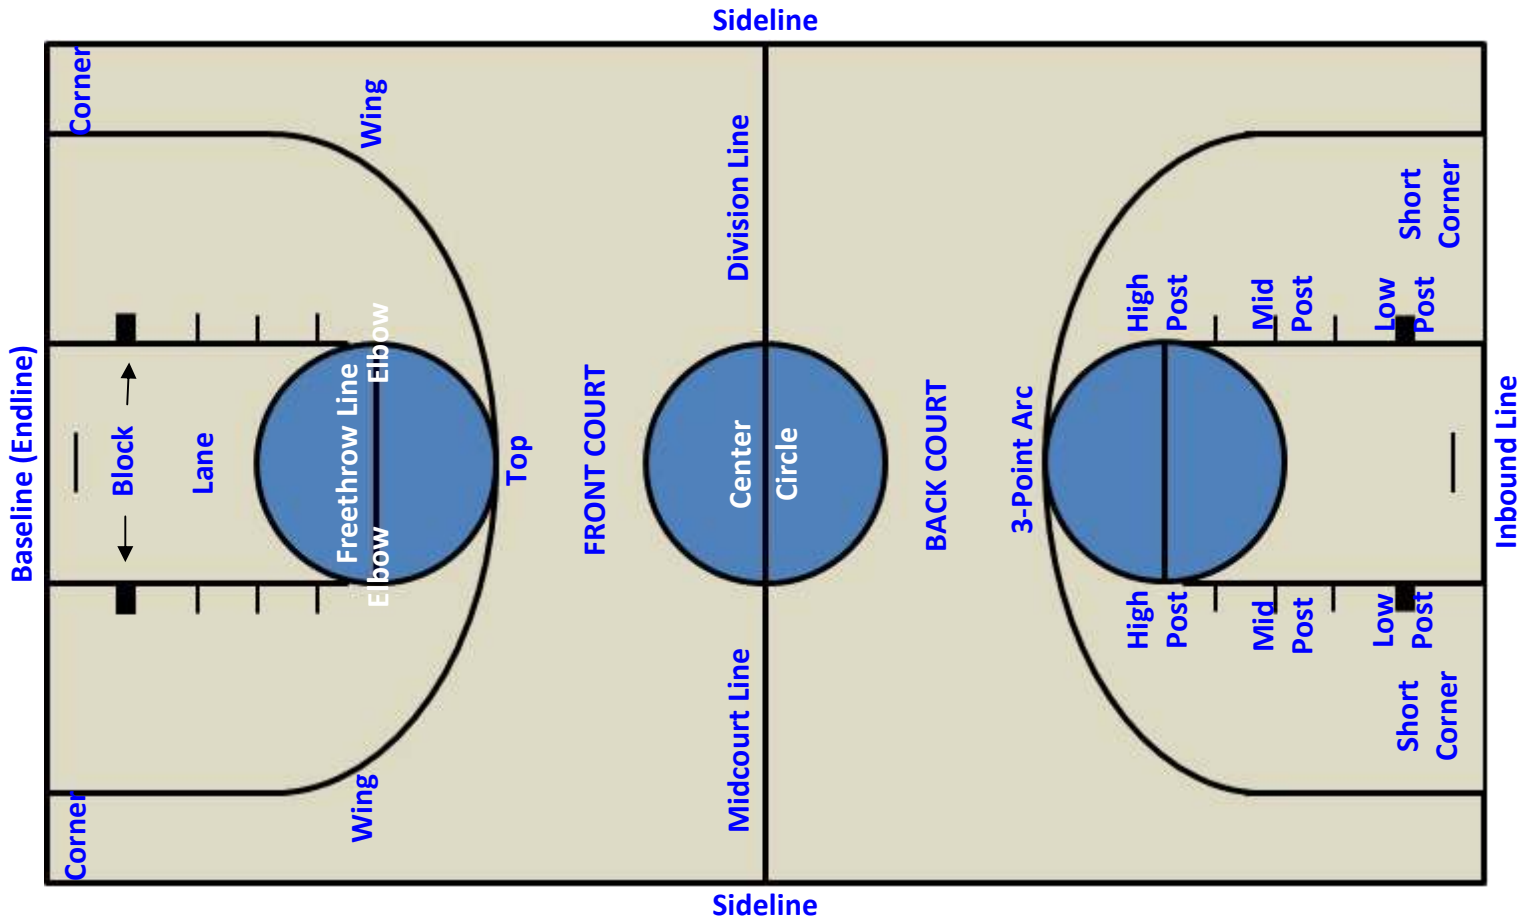 Sideline
Corner
Wing
Division Line
Short
Corner
High
Post
Mid
Post
Low
Post
Elbow
Baseline (Endline)
Block
Lane
Freethrow Line
Top
FRONT COURT
Center
Circle
BACK COURT
3-Point Arc
Inbound Line
Elbow
High
Post
Mid
Post
Low
Post
Short
Corner
Midcourt Line
Wing
Corner
Sideline